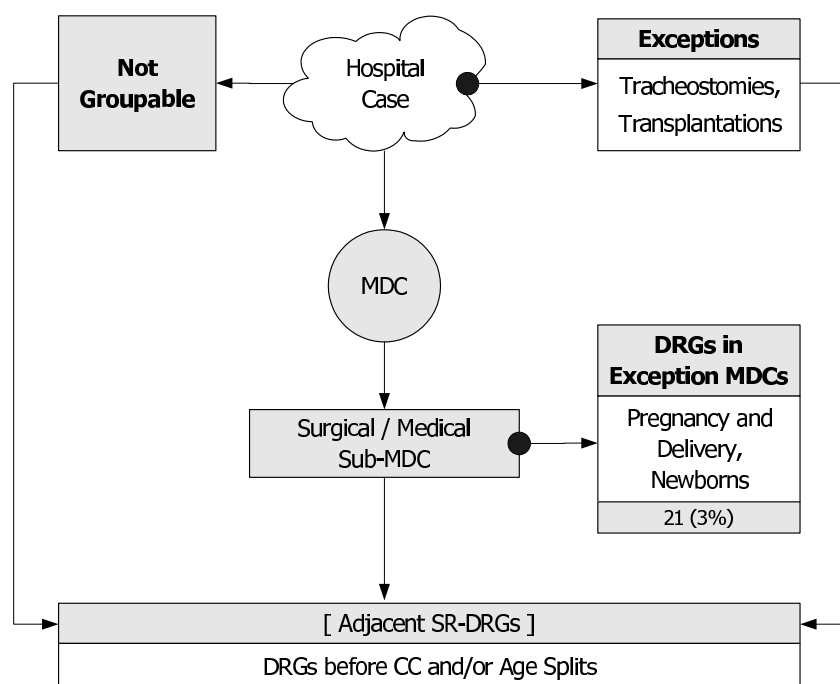 Not
Groupable
Hospital
Case
Exceptions
Tracheostomies,
Transplantations
MDC
DRGs in
Exception MDCs
Pregnancy and
Delivery,
Newborns
21 (3%)
Surgical / Medical
Sub-MDC
[ Adjacent SR-DRGs ]
DRGs before CC and/or Age Splits